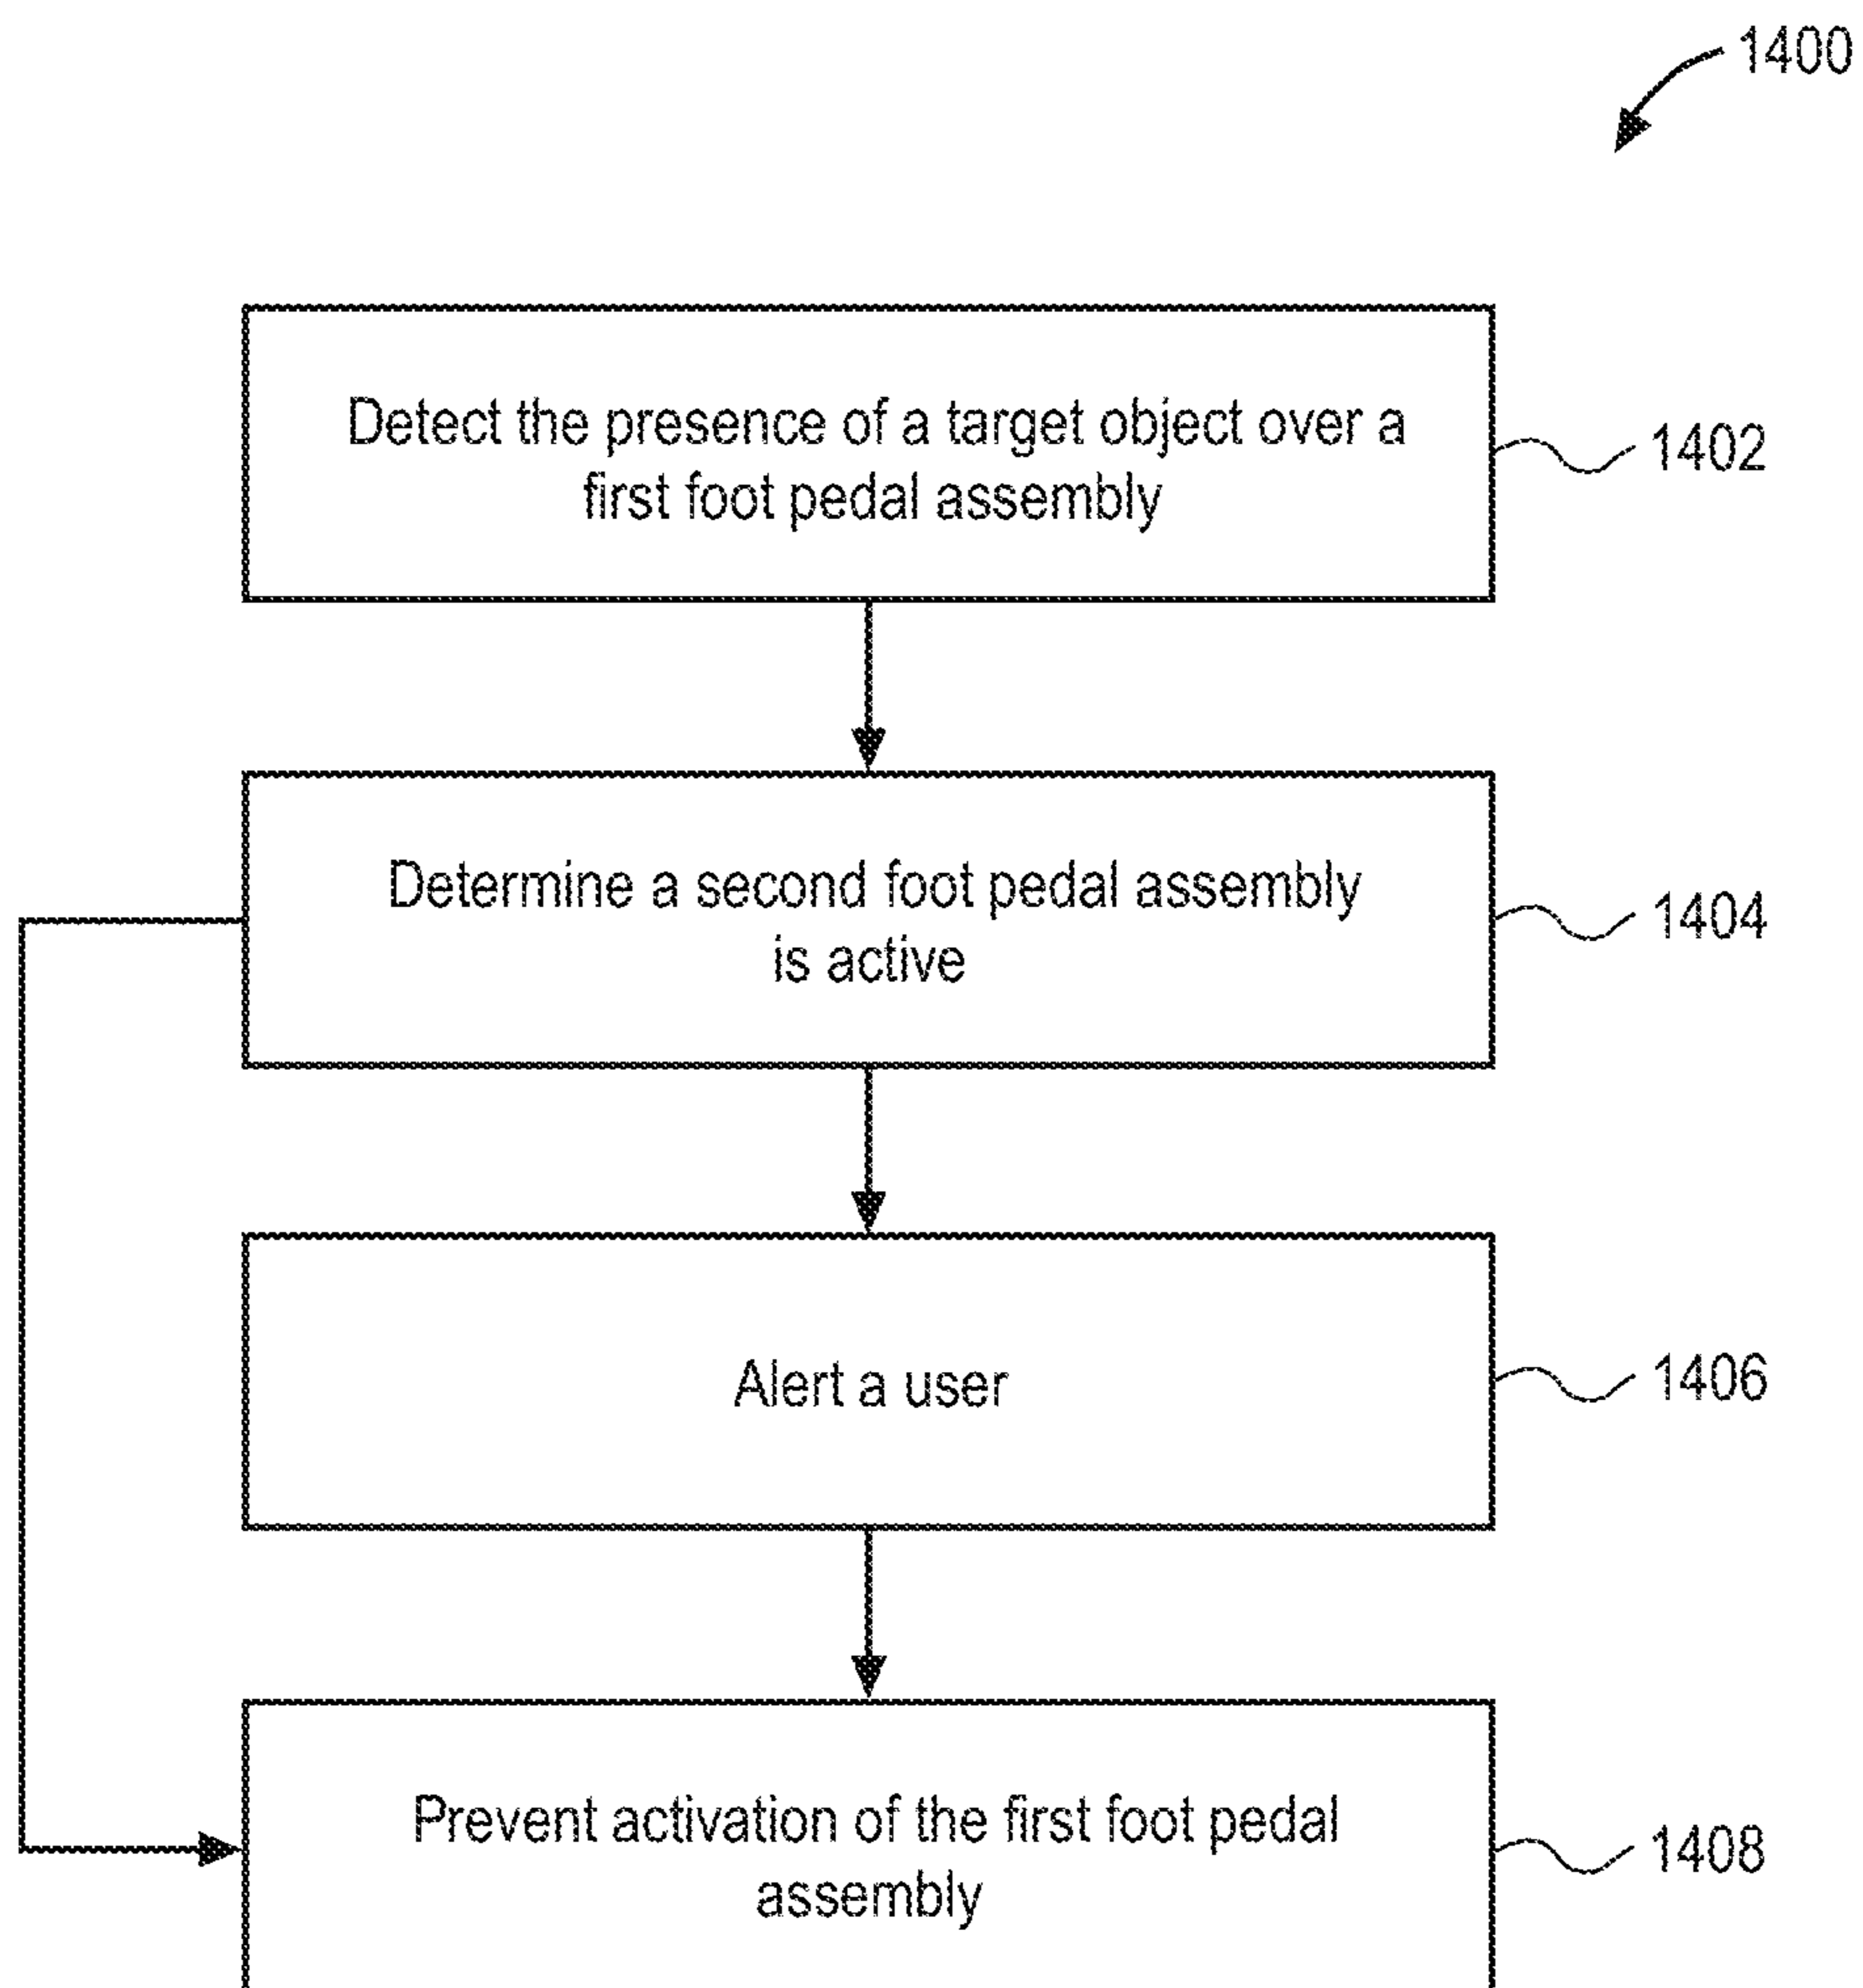 1400
Detect the presence of a target object over a
first foot pedal assembly
1402
Determine a second foot pedal assembly
is active
1404
Alert a user
1406
Prevent activation of the first foot pedal
assembly
1408